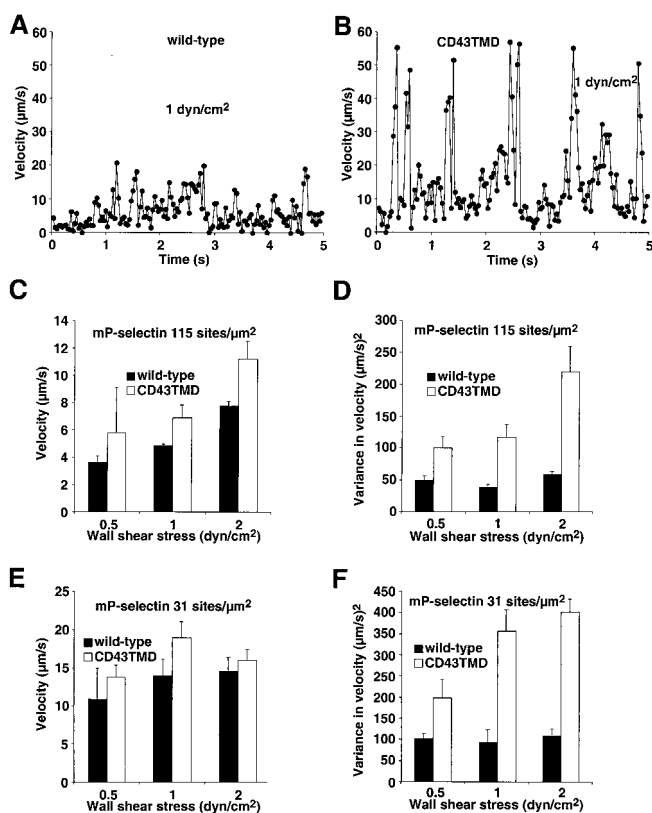 A
wild-type
1 dyn/cm2
Velocity (µm/s)
60
50
40
30
20
10
0
0 1 2 3 4 5
Time (s)
B
CD43TMD
1 dyn/cm2
Velocity (µm/s)
60
50
40
30
20
10
0
0 1 2 3 4 5
Time (s)
C
mP-selectin 115 sites/µm2
wild-type
CD43TMD
Velocity (µm/s)
14
12
10
8
6
4
2
0
0.5 1 2
Wall shear stress (dyn/cm2)
D
mP-selectin 115 sites/µm2
wild-type
CD43TMD
Variance in velocity (µm/s)2
300
250
200
150
100
50
0
0.5 1 2
Wall shear stress (dyn/cm2)
E
mP-selectin 31 sites/µm2
wild-type
CD43TMD
Velocity (µm/s)
25
20
15
10
5
0
0.5 1 2
Wall shear stress (dyn/cm2)
F
mP-selectin 31 sites/µm2
wild-type
CD43TMD
Variance in velocity (µm/s)2
450
400
350
300
250
200
150
100
100
0
0.5 1 2
Wall shear stress (dyn/cm2)